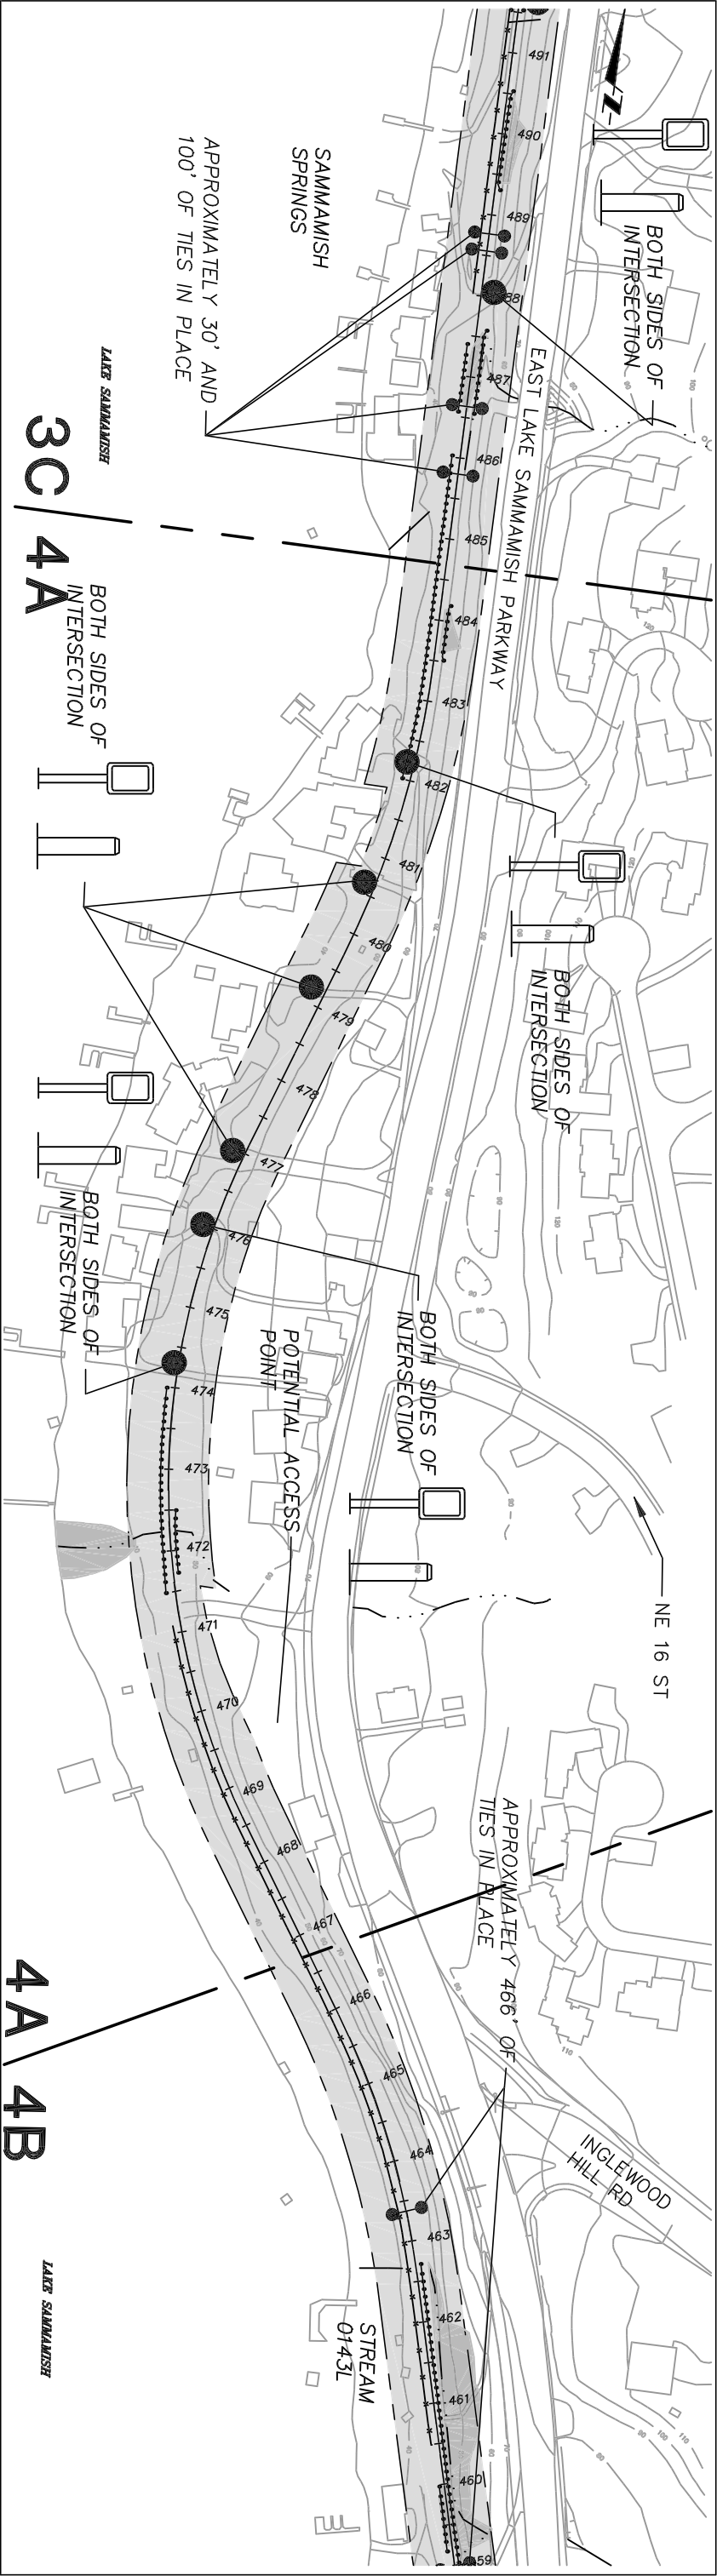 491
490
489
88
487
486
485
484
483
482
481
480
479
478
477
476
475
474
473
472
471
470
469
468
467
466
465
464
463
462
461
460
59
BOTH SIDES OF
INTERSECTION
SAMMAMISH
SPRINGS
APPROXIMATELY 30' AND
100' OF TIES IN PLACE
EAST LAKE SAMMAMISH PARKWAY
LAKE SAMMAMISH
3C
4A
BOTH SIDES OF
INTERSECTION
BOTH SIDES OF
INTERSECTION
BOTH SIDES OF
INTERSECTION
BOTH SIDES OF
INTERSECTION
POTENTIAL ACCESS
POINT
NE 16 ST
APPROXIMATELY 466' OF
TIES IN PLACE
4A
4B
INGLEWOOD
HILL RD
STREAM
0143L
LAKE SAMMAMISH